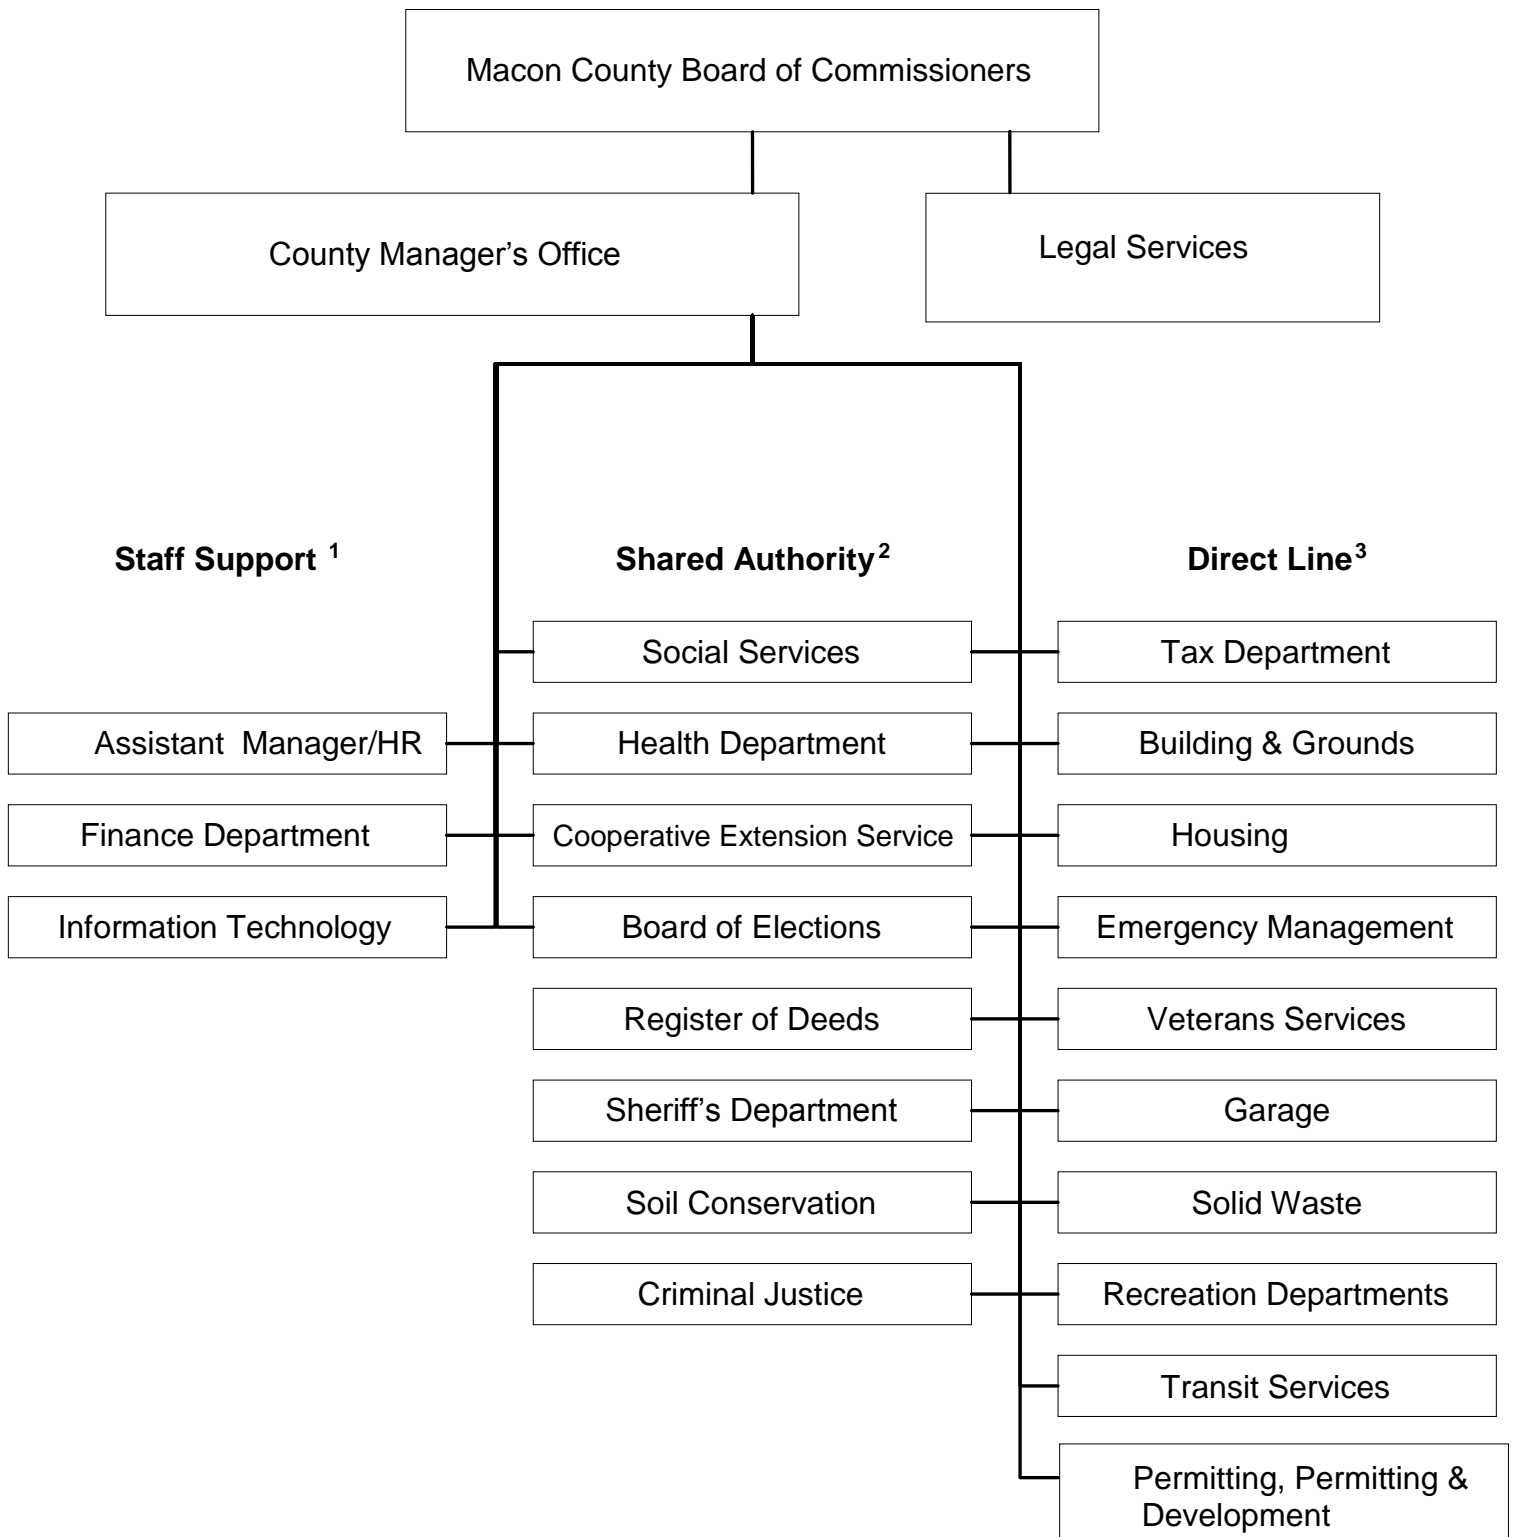 Macon County Board of Commissioners
County Manager’s Office
Legal Services
Staff Support 1
Shared Authority 2
Direct Line 3
Social Services
Tax Department
Assistant Manager/HR
Health Department
Building & Grounds
Finance Department
Cooperative Extension Service
Housing
Information Technology
Board of Elections
Emergency Management
Register of Deeds
Veterans Services
Sheriff’s Department
Garage
Soil Conservation
Solid Waste
Criminal Justice
Recreation Departments
Transit Services
Permitting, Permitting &
Development